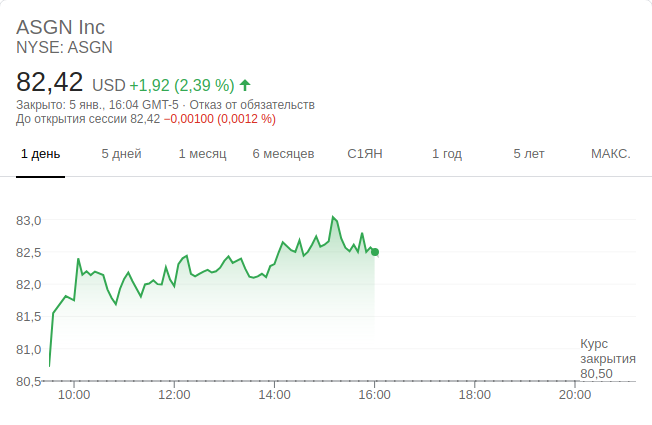 ASGN Inc
NYSE: ASGN
82,42 USD +1,92 (2,39 %)
Закрыто: 5 янв., 16:04 GMT-5 · Отказ от обязательств
До открытия сессии 82,42 −0,00100 (0,0012 %)
1 день 5 дней 1 месяц 6 месяцев С1ЯН 1 год 5 лет МАКС.
83,0
82,5
82,0
81,5
81,0
Курс
закрытия
80,50
80,5
10:00 12:00 14:00 16:00 18:00 20:00